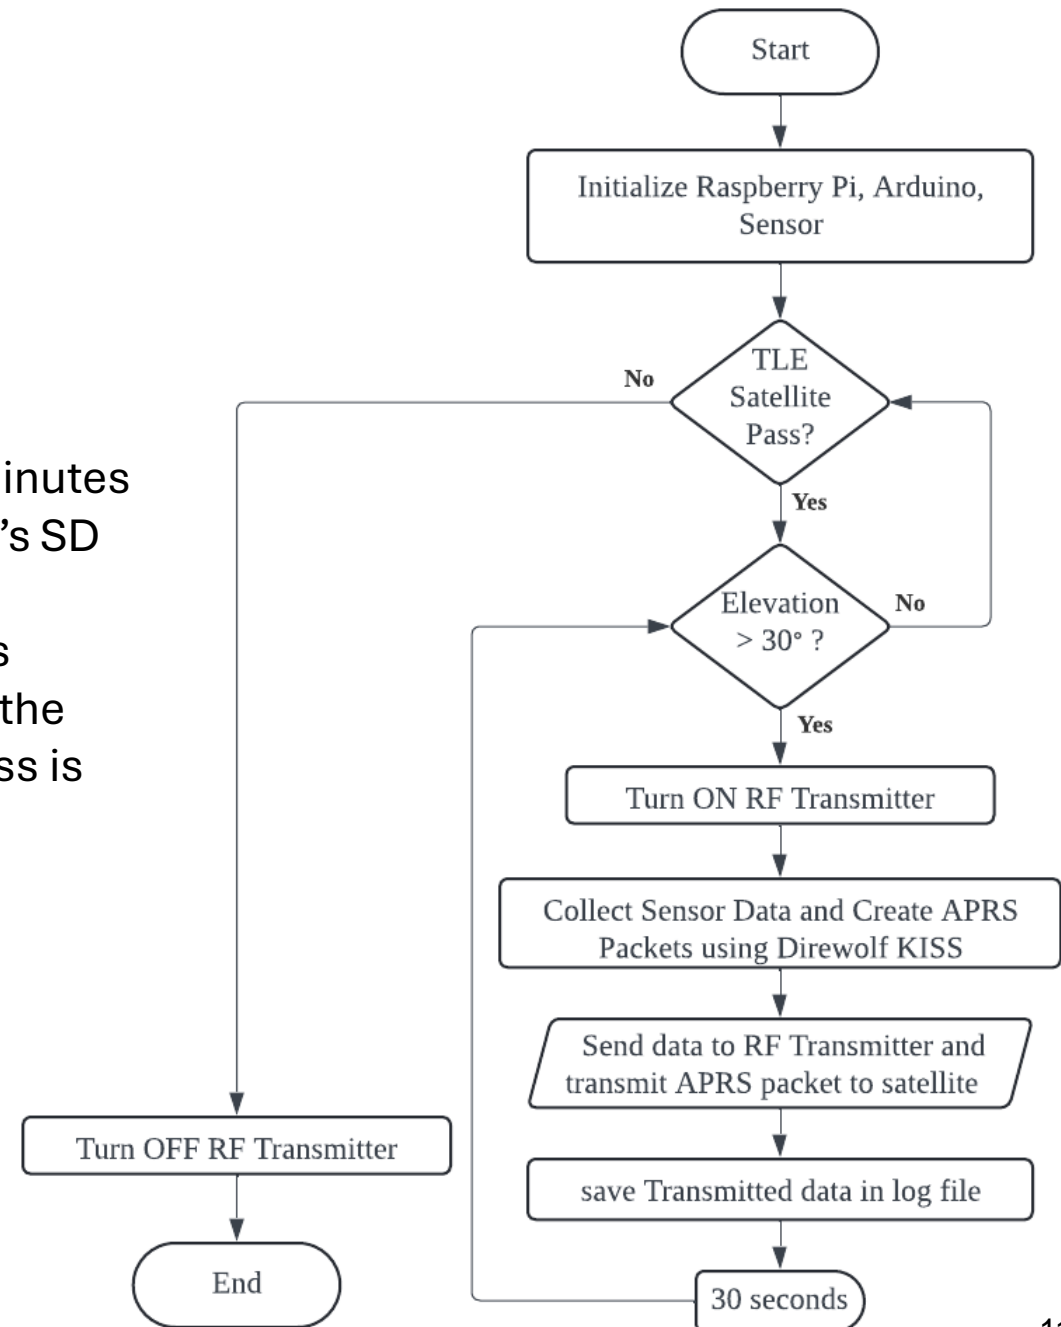 Start
Initialize Raspberry Pi, Arduino,
Sensor
TLE
Satellite
Pass?
No
Yes
Elevation
> 30° ?
No
Yes
Turn ON RF Transmitter
Collect Sensor Data and Create APRS
Packets using Direwolf KISS
Send data to RF Transmitter and
transmit APRS packet to satellite
save Transmitted data in log file
30 seconds
Turn OFF RF Transmitter
End
inutes
's SD
s
the
ss is